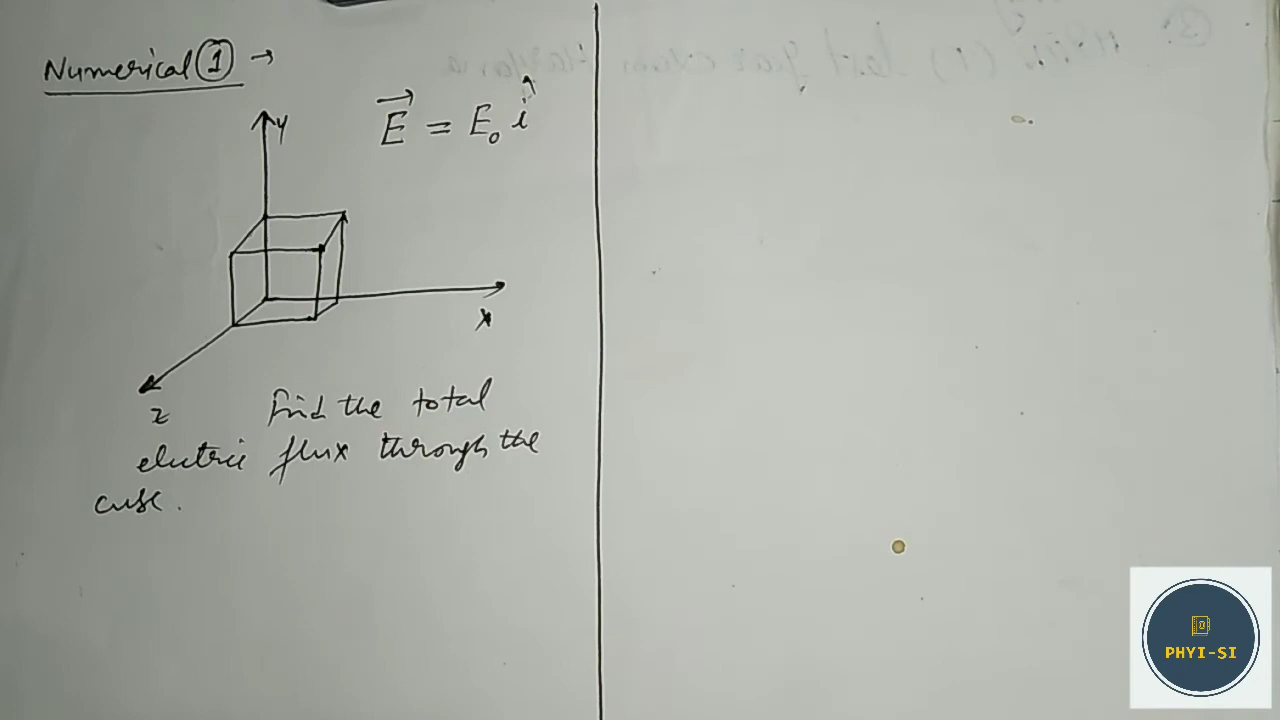 Numerical ① →
y
E⃗ = E₀ î
x
z
Find the total
electric flux through the
cube.
PHYI-SI